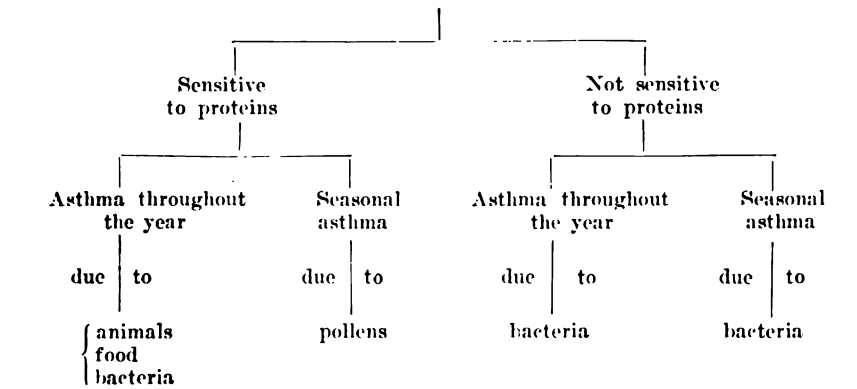 Sensitive
to proteins
Not sensitive
to proteins
Asthma throughout
the year
Seasonal
asthma
Asthma throughout
the year
Seasonal
asthma
due to
due to
due to
due to
animals
food
bacteria
pollens
bacteria
bacteria